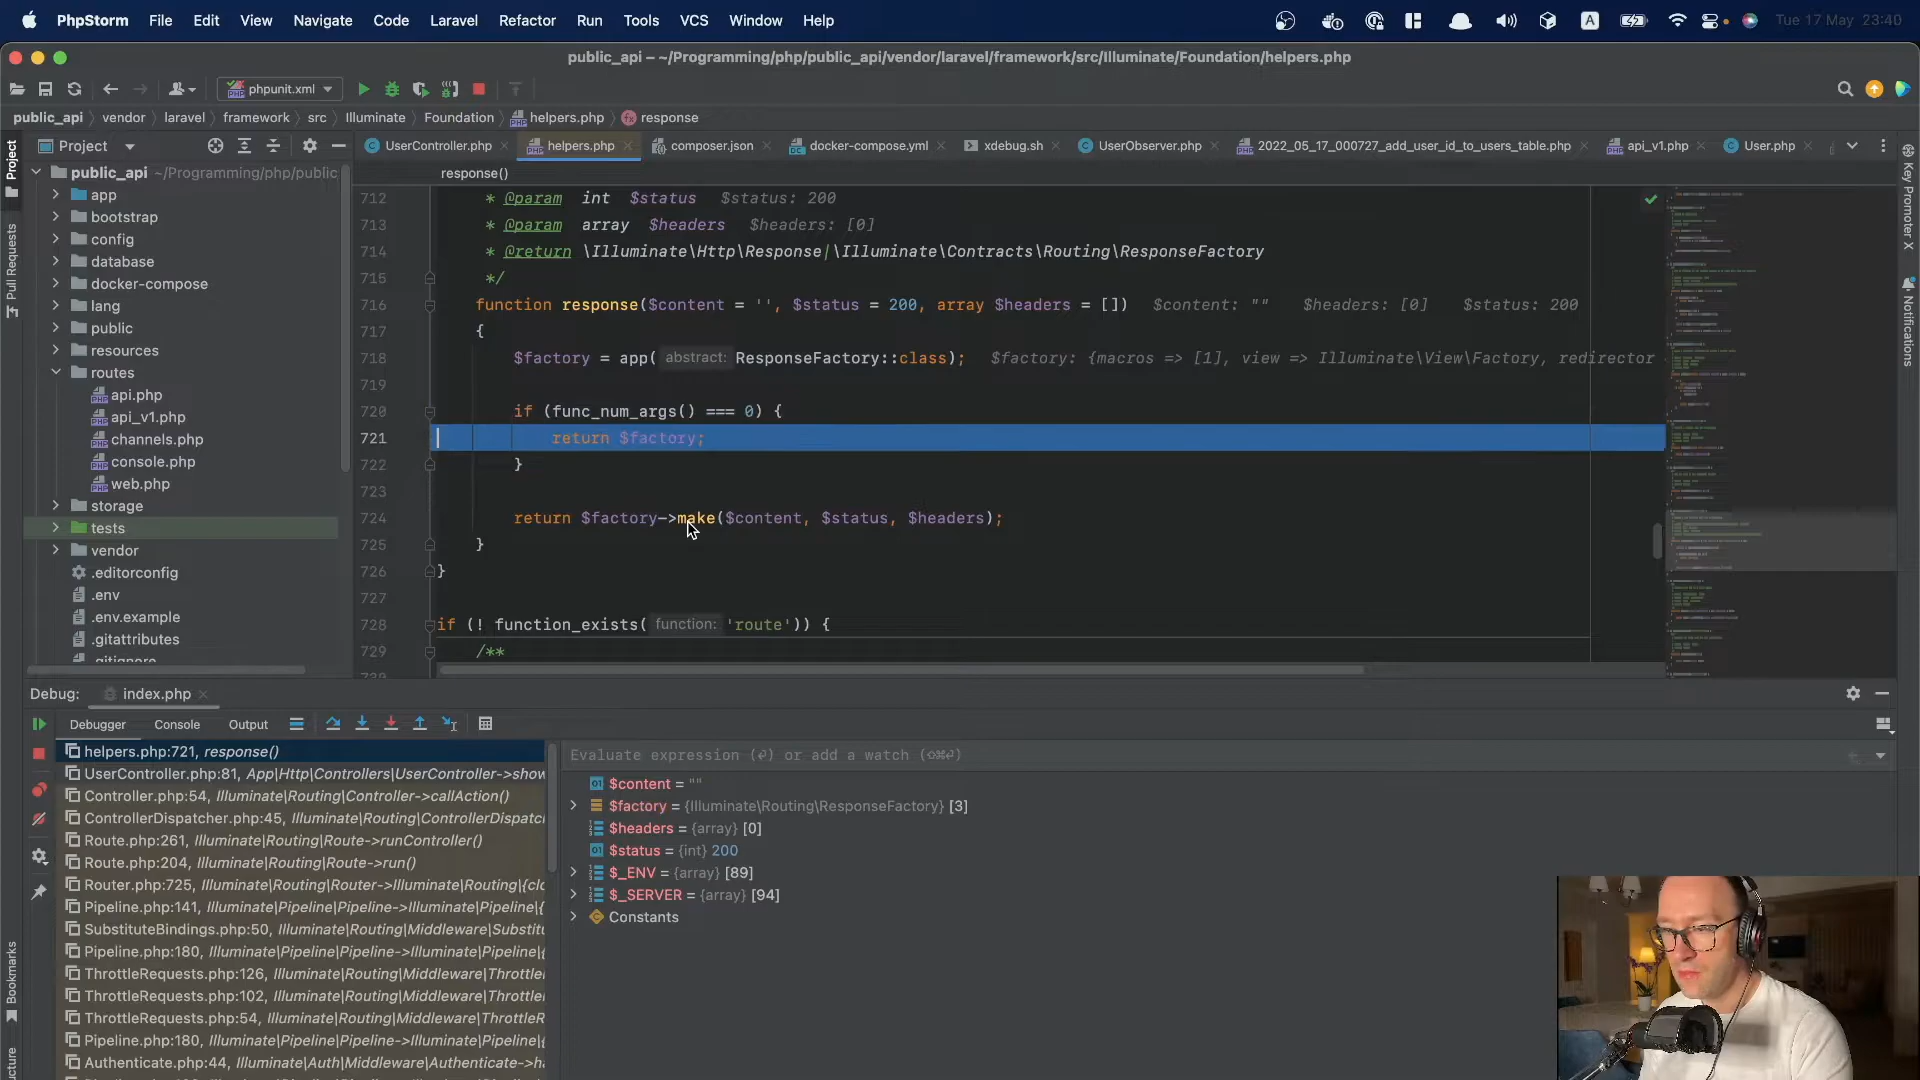 PhpStorm File Edit View Navigate Code Laravel Refactor Run Tools VCS Window Help A Tue 17 May 23:40
public_api – ~/Programming/php/public_api/vendor/laravel/framework/src/Illuminate/Foundation/helpers.php
phpunit.xml
public_api vendor laravel framework src Illuminate Foundation helpers.php response
Project UserController.php helpers.php composer.json docker-compose.yml xdebug.sh UserObserver.php 2022_05_17_000727_add_user_id_to_users_table.php api_v1.php User.php
Project
Pull Requests
Bookmarks
Key Promoter X
Notifications
public_api ~/Programming/php/public
app
bootstrap
config
database
docker-compose
lang
public
resources
routes
api.php
api_v1.php
channels.php
console.php
web.php
storage
tests
vendor
.editorconfig
.env
.env.example
.gitattributes
.gitignore
response()
712 * @param int $status $status: 200
713 * @param array $headers $headers: [0]
714 * @return \Illuminate\Http\Response|\Illuminate\Contracts\Routing\ResponseFactory
715 */
716 function response($content = '', $status = 200, array $headers = []) $content: "" $headers: [0] $status: 200
717 {
718 $factory = app( abstract: ResponseFactory::class); $factory: {macros => [1], view => Illuminate\View\Factory, redirector
719
720 if (func_num_args() === 0) {
721 return $factory;
722 }
723
724 return $factory->make($content, $status, $headers);
725 }
726 }
727
728 if (! function_exists( function: 'route')) {
729 /**
Debug: index.php
Debugger Console Output
helpers.php:721, response()
UserController.php:81, App\Http\Controllers\UserController->show
Controller.php:54, Illuminate\Routing\Controller->callAction()
ControllerDispatcher.php:45, Illuminate\Routing\ControllerDispatc
Route.php:261, Illuminate\Routing\Route->runController()
Route.php:204, Illuminate\Routing\Route->run()
Router.php:725, Illuminate\Routing\Router->Illuminate\Routing\{clo
Pipeline.php:141, Illuminate\Pipeline\Pipeline->Illuminate\Pipeline\{
SubstituteBindings.php:50, Illuminate\Routing\Middleware\Substitu
Pipeline.php:180, Illuminate\Pipeline\Pipeline->Illuminate\Pipeline\{
ThrottleRequests.php:126, Illuminate\Routing\Middleware\Throttle
ThrottleRequests.php:102, Illuminate\Routing\Middleware\Throttle
ThrottleRequests.php:54, Illuminate\Routing\Middleware\ThrottleR
Pipeline.php:180, Illuminate\Pipeline\Pipeline->Illuminate\Pipeline\{
Authenticate.php:44, Illuminate\Auth\Middleware\Authenticate->ha
Evaluate expression (⏎) or add a watch (⇧⌘⏎)
$content = ""
$factory = {Illuminate\Routing\ResponseFactory} [3]
$headers = {array} [0]
$status = {int} 200
$_ENV = {array} [89]
$_SERVER = {array} [94]
Constants